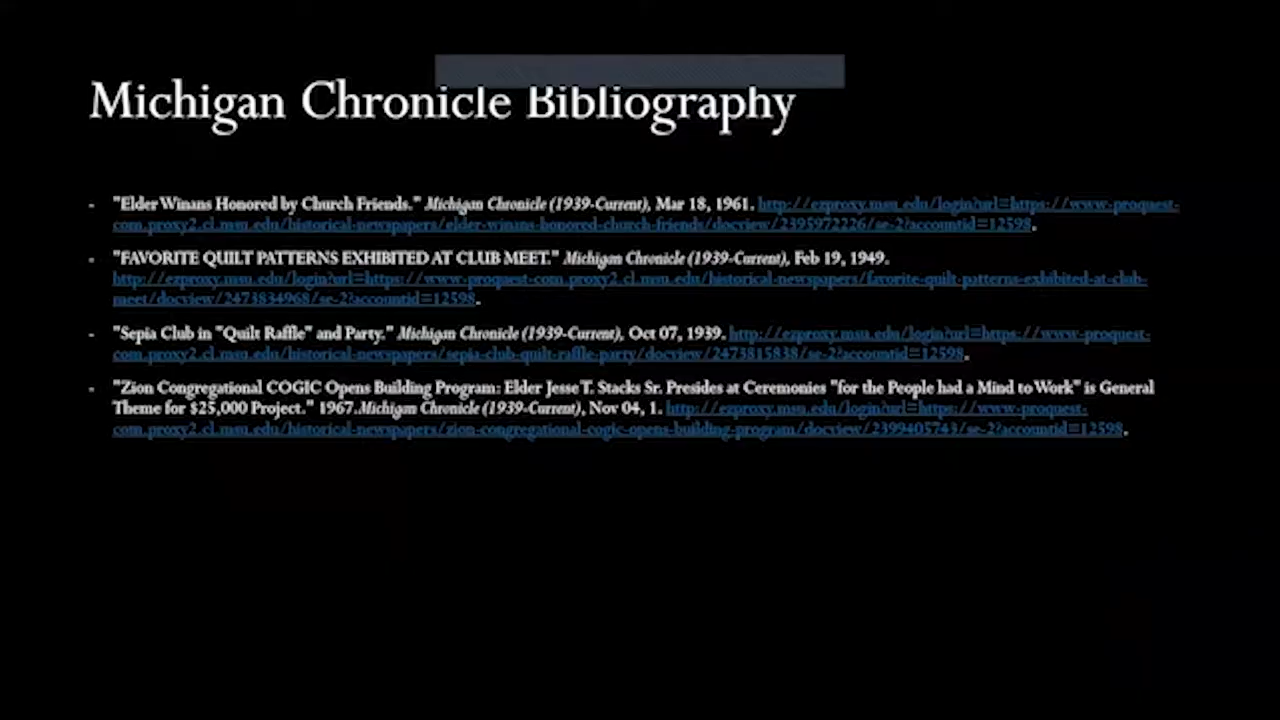 Michigan Chronicle Bibliography
- "Elder Winans Honored by Church Friends." Michigan Chronicle (1939-Current), Mar 18, 1961. http://ezproxy.msu.edu/login?url=https://www-proquest-
com.proxy2.cl.msu.edu/historical-newspapers/elder-winans-honored-church-friends/docview/2395972226/se-2?accountid=12598.
- "FAVORITE QUILT PATTERNS EXHIBITED AT CLUB MEET." Michigan Chronicle (1939-Current), Feb 19, 1949.
http://ezproxy.msu.edu/login?url=https://www-proquest-com.proxy2.cl.msu.edu/historical-newspapers/favorite-quilt-patterns-exhibited-at-club-
meet/docview/2473834968/se-2?accountid=12598.
- "Sepia Club in "Quilt Raffle" and Party." Michigan Chronicle (1939-Current), Oct 07, 1939. http://ezproxy.msu.edu/login?url=https://www-proquest-
com.proxy2.cl.msu.edu/historical-newspapers/sepia-club-quilt-raffle-party/docview/2473815838/se-2?accountid=12598.
- "Zion Congregational COGIC Opens Building Program: Elder Jesse T. Stacks Sr. Presides at Ceremonies "for the People had a Mind to Work" is General
Theme for $25,000 Project." 1967.Michigan Chronicle (1939-Current), Nov 04, 1. http://ezproxy.msu.edu/login?url=https://www-proquest-
com.proxy2.cl.msu.edu/historical-newspapers/zion-congregational-cogic-opens-building-program/docview/2399405743/se-2?accountid=12598.